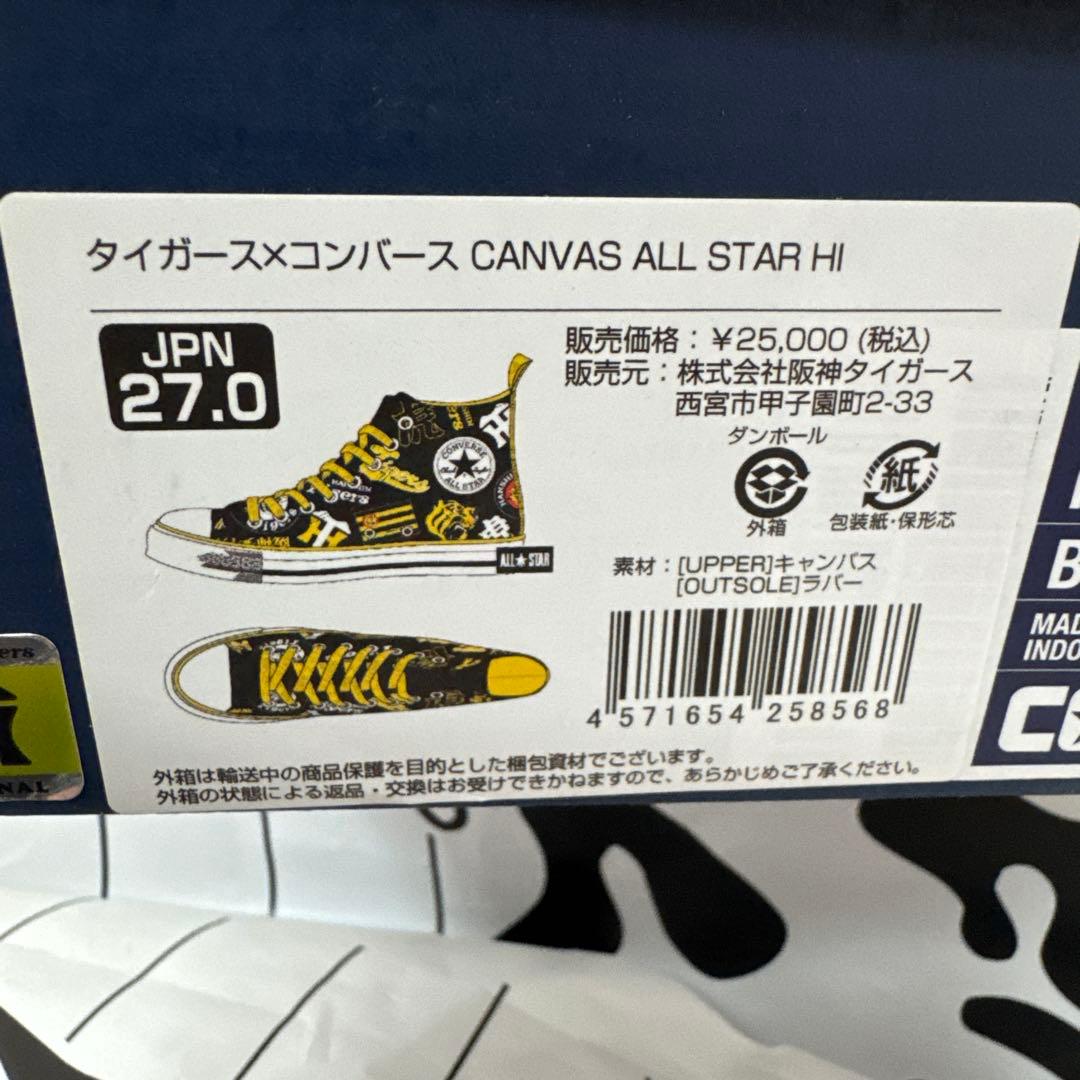 タイガース×コンバース CANVAS ALL STAR HI
JPN
27.0
販売価格：￥25,000 (税込)
販売元：株式会社阪神タイガース
西宮市甲子園町2-33
ダンボール
外箱
紙
包装紙・保形芯
CONVERSE
ALL STAR
ALL★STAR
素材：[UPPER]キャンバス
[OUTSOLE]ラバー
4 571654 258568
外箱は輸送中の商品保護を目的とした梱包資材でございます。
外箱の状態による返品・交換はお受けできかねますので、あらかじめご了承ください。